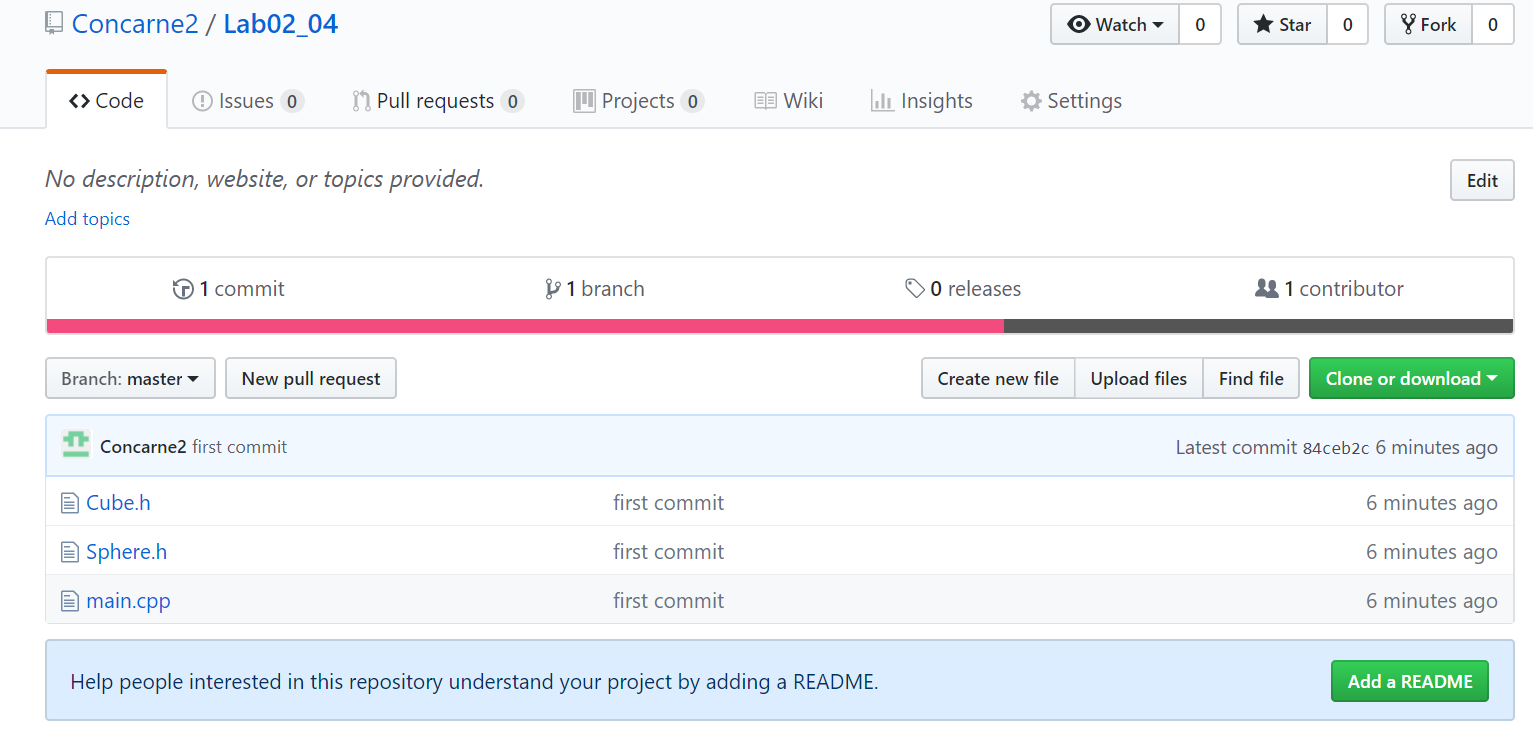 Concarne2 / Lab02_04
Watch 0 Star 0 Fork 0
Code Issues 0 Pull requests 0 Projects 0 Wiki Insights Settings
No description, website, or topics provided.
Edit
Add topics
1 commit 1 branch 0 releases 1 contributor
Branch: master New pull request Create new file Upload files Find file Clone or download
Concarne2 first commit Latest commit 84ceb2c 6 minutes ago
Cube.h first commit 6 minutes ago
Sphere.h first commit 6 minutes ago
main.cpp first commit 6 minutes ago
Help people interested in this repository understand your project by adding a README. Add a README